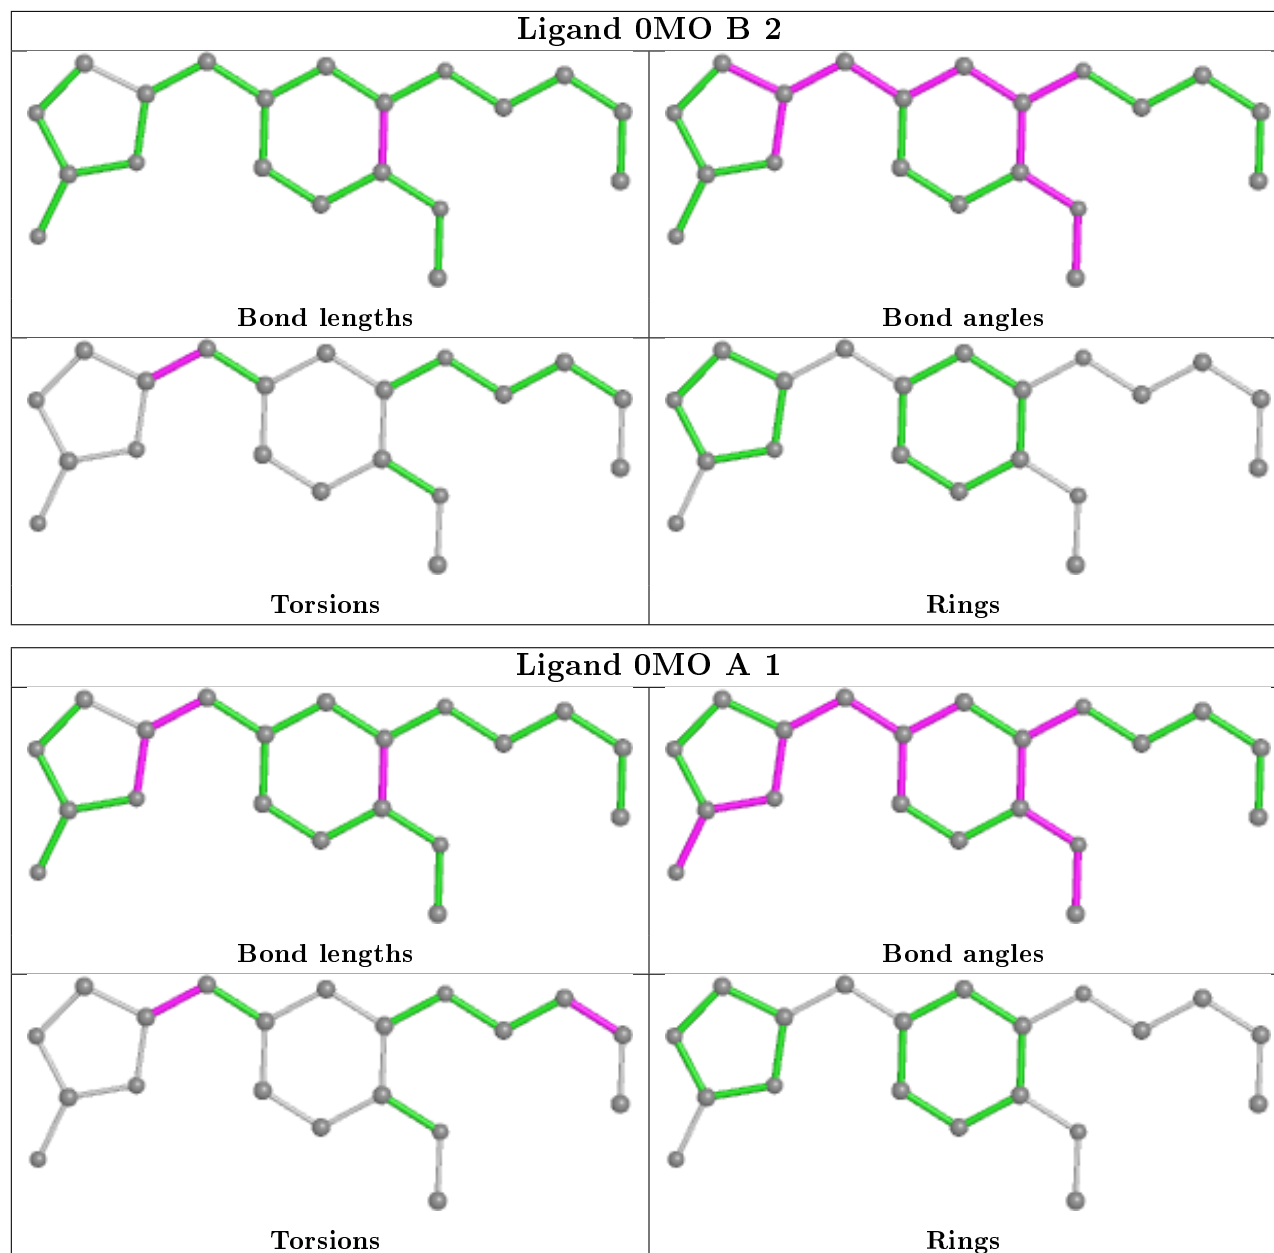 Ligand 0MO B 2
Bond lengths
Bond angles
Torsions
Rings
Ligand 0MO A 1
Bond lengths
Bond angles
Torsions
Rings